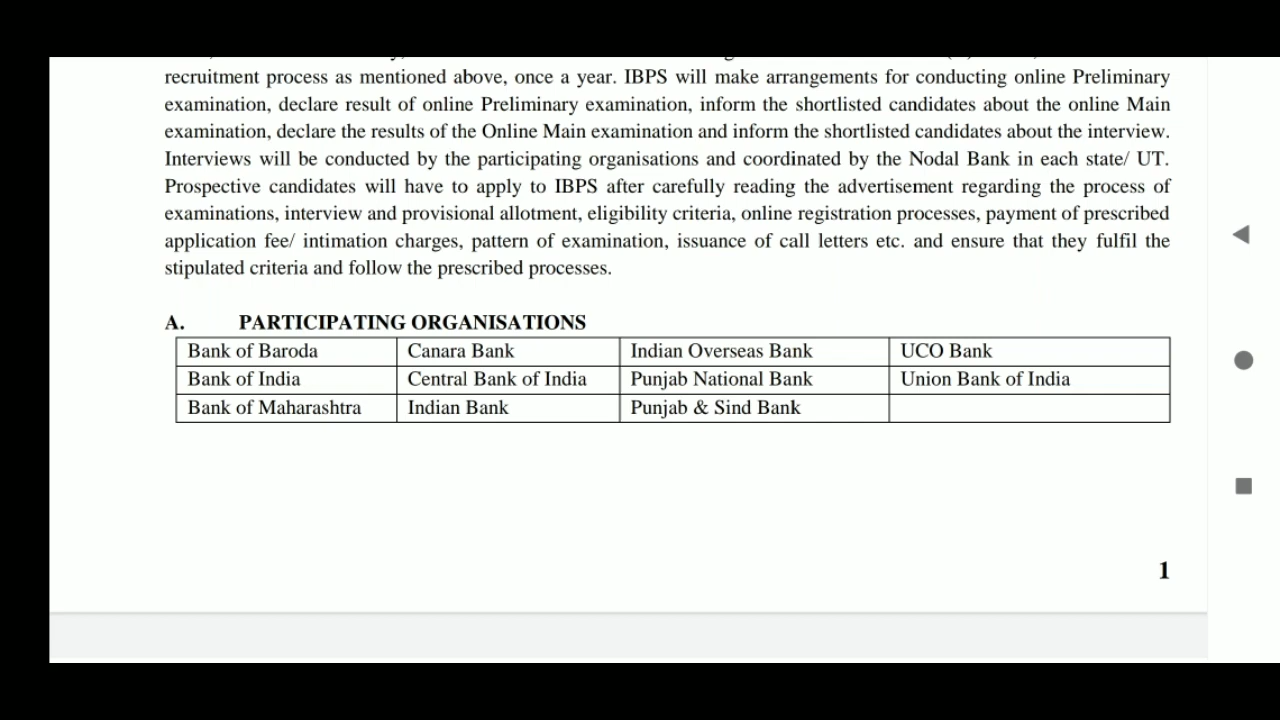 recruitment process as mentioned above, once a year. IBPS will make arrangements for conducting online Preliminary
examination, declare result of online Preliminary examination, inform the shortlisted candidates about the online Main
examination, declare the results of the Online Main examination and inform the shortlisted candidates about the interview.
Interviews will be conducted by the participating organisations and coordinated by the Nodal Bank in each state/ UT.
Prospective candidates will have to apply to IBPS after carefully reading the advertisement regarding the process of
examinations, interview and provisional allotment, eligibility criteria, online registration processes, payment of prescribed
application fee/ intimation charges, pattern of examination, issuance of call letters etc. and ensure that they fulfil the
stipulated criteria and follow the prescribed processes.
A. PARTICIPATING ORGANISATIONS
Bank of Baroda Canara Bank Indian Overseas Bank UCO Bank
Bank of India Central Bank of India Punjab National Bank Union Bank of India
Bank of Maharashtra Indian Bank Punjab & Sind Bank
1